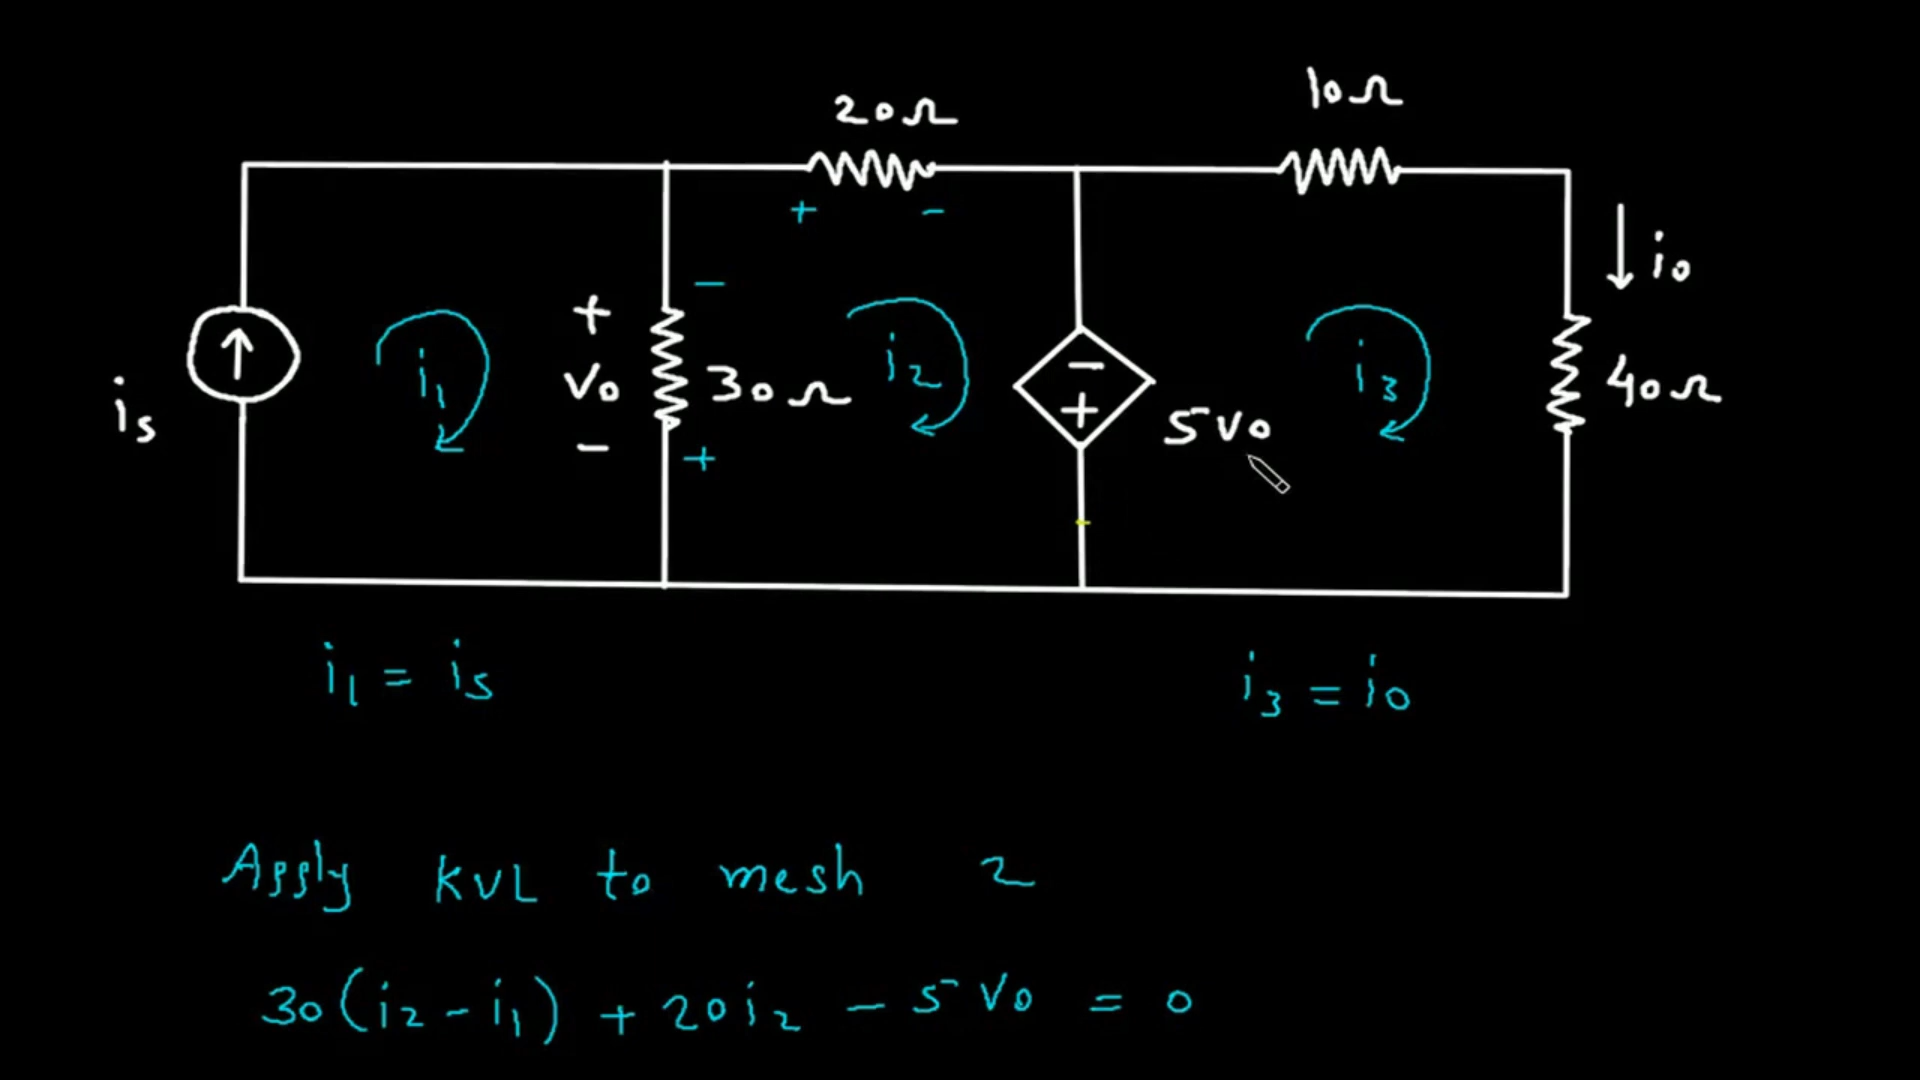 20Ω
10Ω
+ -
i₀
-
+
i₁
v₀
30Ω
i₂
-
+
i₃
40Ω
iₛ
5v₀
-
+
i₁ = iₛ
i₃ = i₀
Apply KVL to mesh 2
30(i₂ - i₁) + 20i₂ - 5V₀ = 0